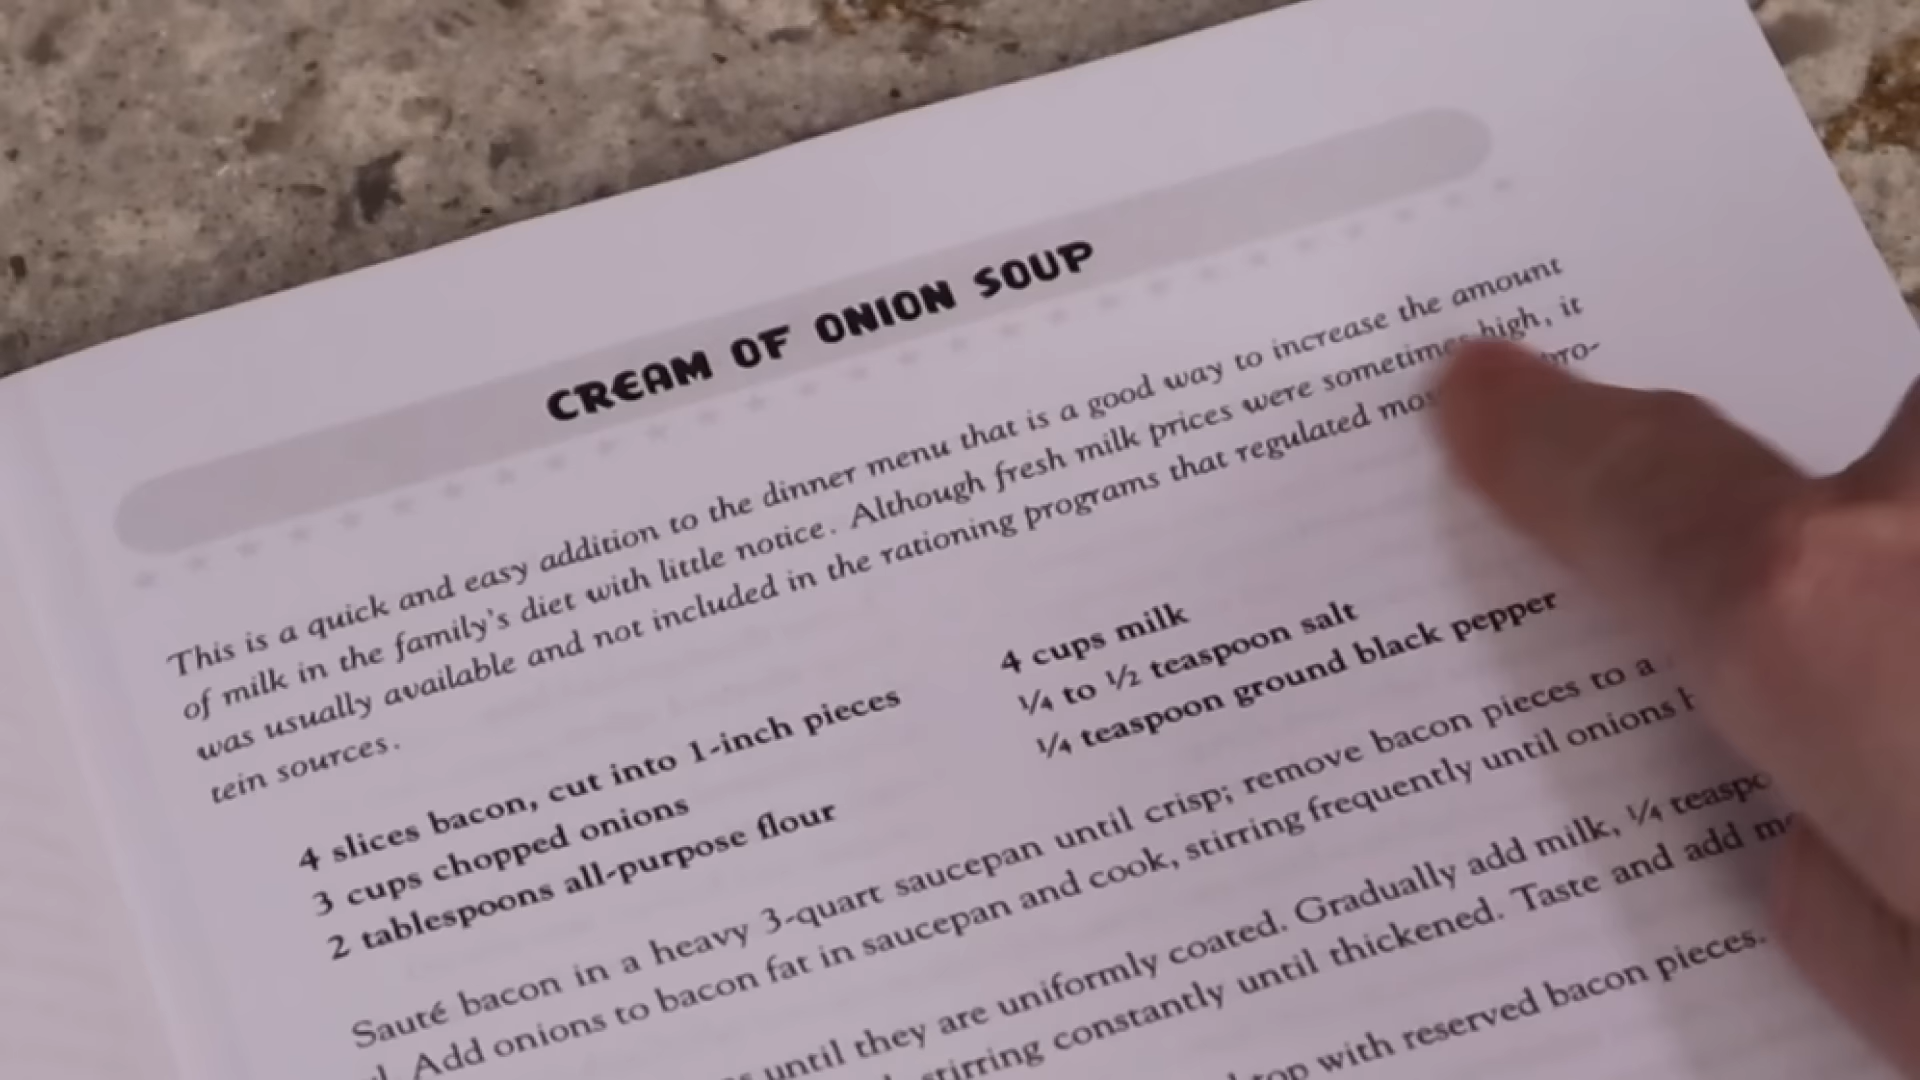 CREAM OF ONION SOUP
This is a quick and easy addition to the dinner menu that is a good way to increase the amount
of milk in the family's diet with little notice. Although fresh milk prices were sometimes high, it
was usually available and not included in the rationing programs that regulated pro-
tein sources.
4 slices bacon, cut into 1-inch pieces
3 cups chopped onions
2 tablespoons all-purpose flour
4 cups milk
¼ to ½ teaspoon salt
¼ teaspoon ground black pepper
Sauté bacon in a heavy 3-quart saucepan until crisp; remove bacon pieces to a
Add onions to bacon fat in saucepan and cook, stirring frequently until onions
until they are uniformly coated. Gradually add milk, ¼
stirring constantly until thickened. Taste and add
top with reserved bacon pieces.